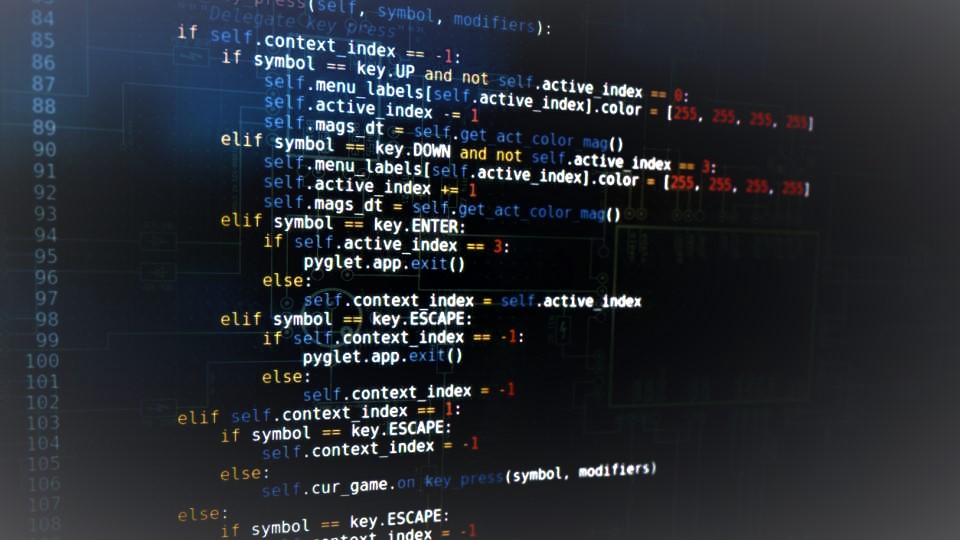 84 _press(self, symbol, modifiers):
85 """Delegate key press"""
86 if self.context_index == -1:
87 if symbol == key.UP and not self.active_index == 0:
88 self.menu_labels[self.active_index].color = [255, 255, 255, 255]
89 self.active_index -= 1
90 self.mags_dt = self.get_act_color_mag()
91 elif symbol == key.DOWN and not self.active_index == 3:
92 self.menu_labels[self.active_index].color = [255, 255, 255, 255]
93 self.active_index += 1
94 self.mags_dt = self.get_act_color_mag()
95 elif symbol == key.ENTER:
96 if self.active_index == 3:
97 pyglet.app.exit()
98 else:
99 self.context_index = self.active_index
100 elif symbol == key.ESCAPE:
101 if self.context_index == -1:
102 pyglet.app.exit()
103 else:
104 self.context_index = -1
105 elif self.context_index == 1:
106 if symbol == key.ESCAPE:
107 self.context_index = -1
108 else:
self.cur_game.on_key_press(symbol, modifiers)
else:
if symbol == key.ESCAPE:
.context_index = -1